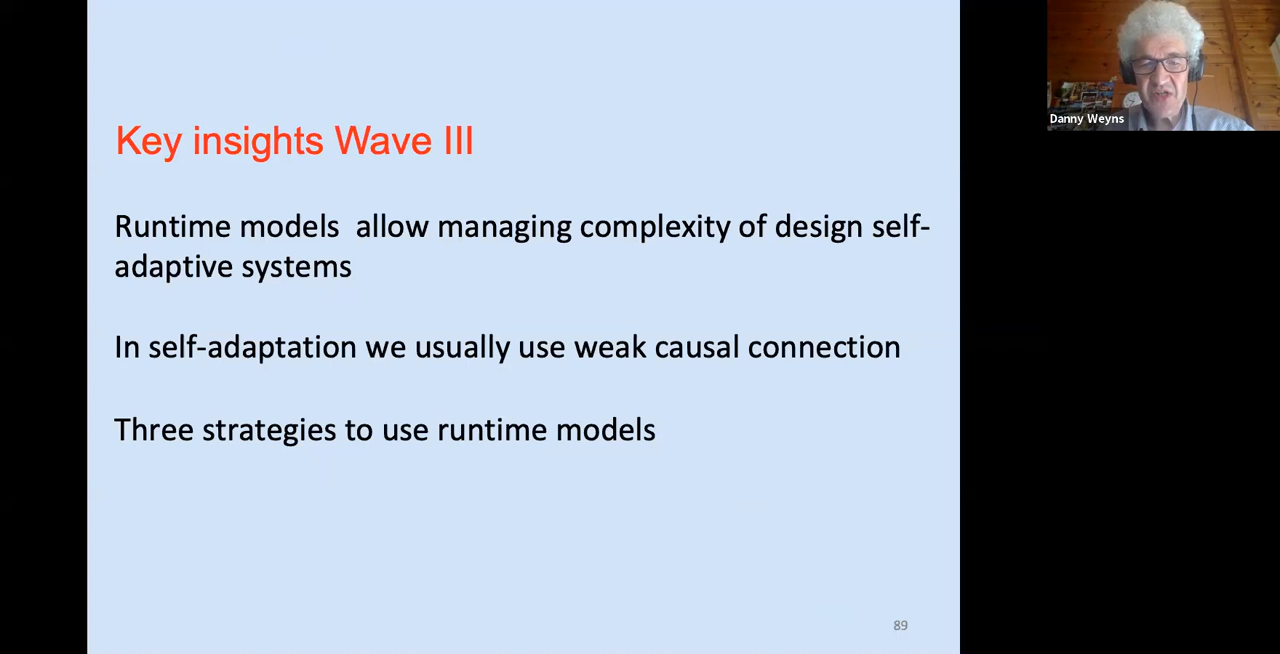 Key insights Wave III
Runtime models  allow managing complexity of design self-
adaptive systems
In self-adaptation we usually use weak causal connection
Three strategies to use runtime models
89
Danny Weyns